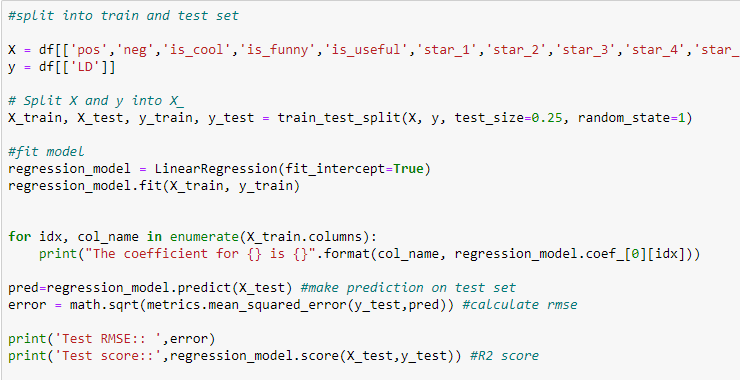 #split into train and test set
X = df[['pos','neg','is_cool','is_funny','is_useful','star_1','star_2','star_3','star_4','star_
y = df[['LD']]
# Split X and y into X_
X_train, X_test, y_train, y_test = train_test_split(X, y, test_size=0.25, random_state=1)
#fit model
regression_model = LinearRegression(fit_intercept=True)
regression_model.fit(X_train, y_train)
for idx, col_name in enumerate(X_train.columns):
    print("The coefficient for {} is {}".format(col_name, regression_model.coef_[0][idx]))
pred=regression_model.predict(X_test) #make prediction on test set
error = math.sqrt(metrics.mean_squared_error(y_test,pred)) #calculate rmse
print('Test RMSE:: ',error)
print('Test score::',regression_model.score(X_test,y_test)) #R2 score